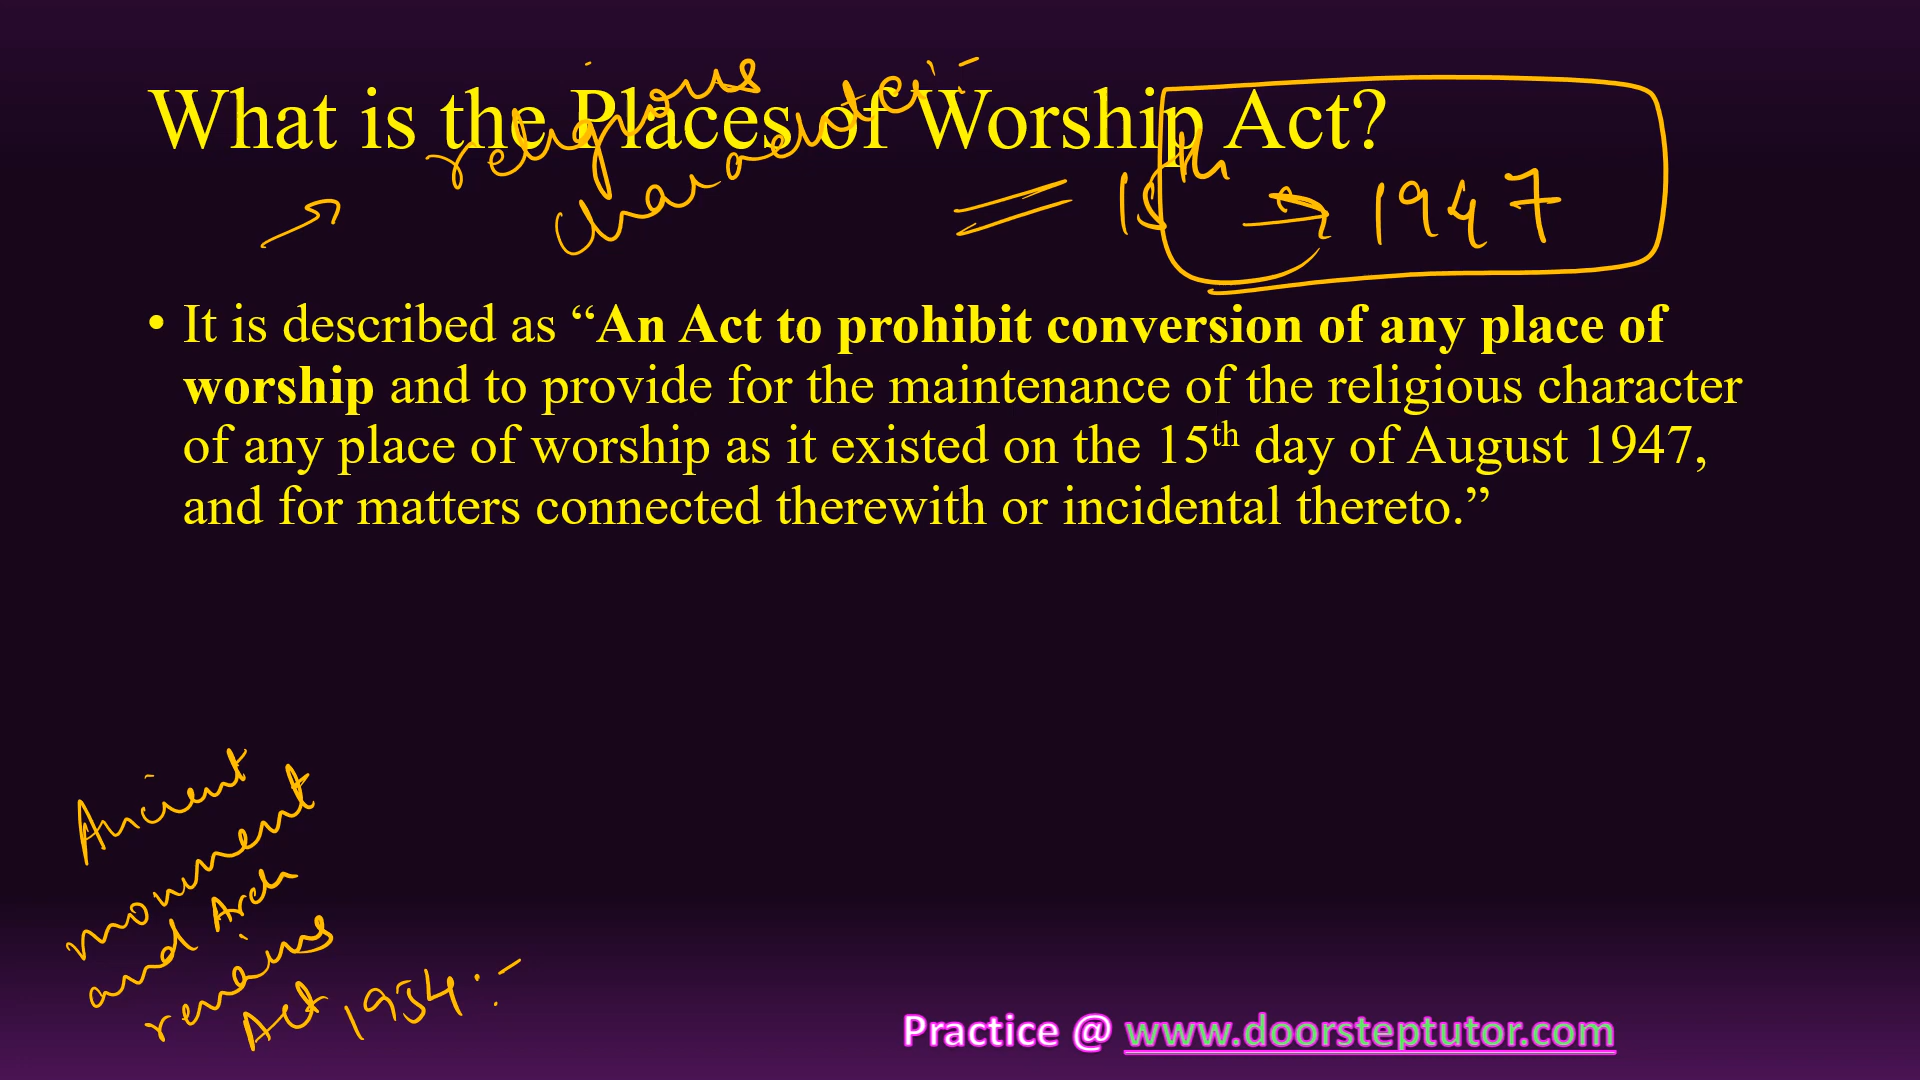 What is the Places of Worship Act?
religious
character :-
15th → 1947
• It is described as “An Act to prohibit conversion of any place of
worship and to provide for the maintenance of the religious character
of any place of worship as it existed on the 15th day of August 1947,
and for matters connected therewith or incidental thereto.”
Ancient
monument
and Arch
remains
Act 1954 :-
Practice @ www.doorsteptutor.com